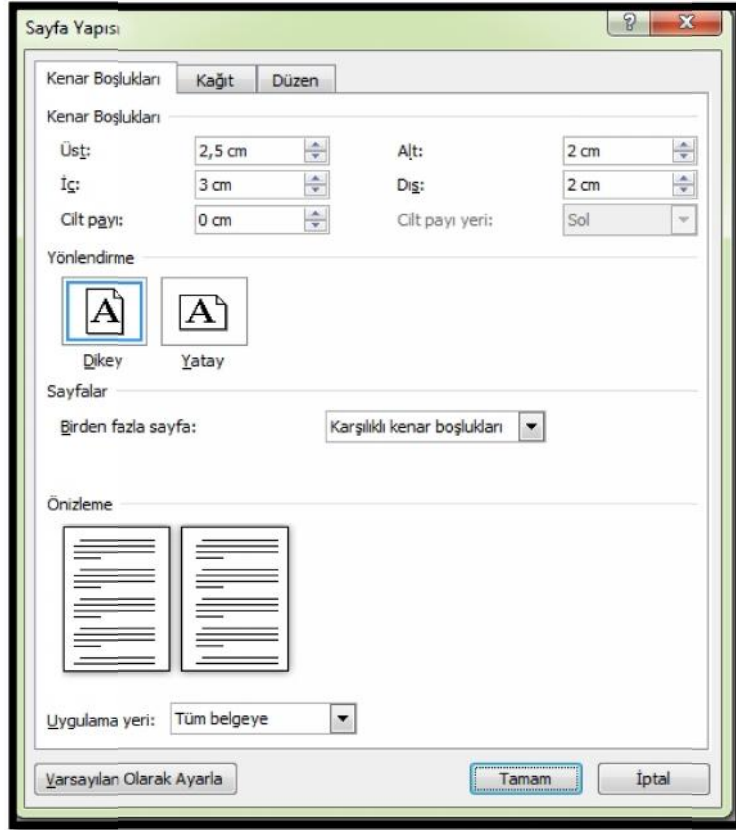 Sayfa Yapısı
Kenar Boşlukları Kağıt Düzen
Kenar Boşlukları
Üst: 2,5 cm Alt: 2 cm
İç: 3 cm Dış: 2 cm
Cilt payı: 0 cm Cilt payı yeri: Sol
Yönlendirme
A A
Dikey Yatay
Sayfalar
Birden fazla sayfa: Karşılıklı kenar boşlukları
Önizleme
Uygulama yeri: Tüm belgeye
Varsayılan Olarak Ayarla Tamam İptal